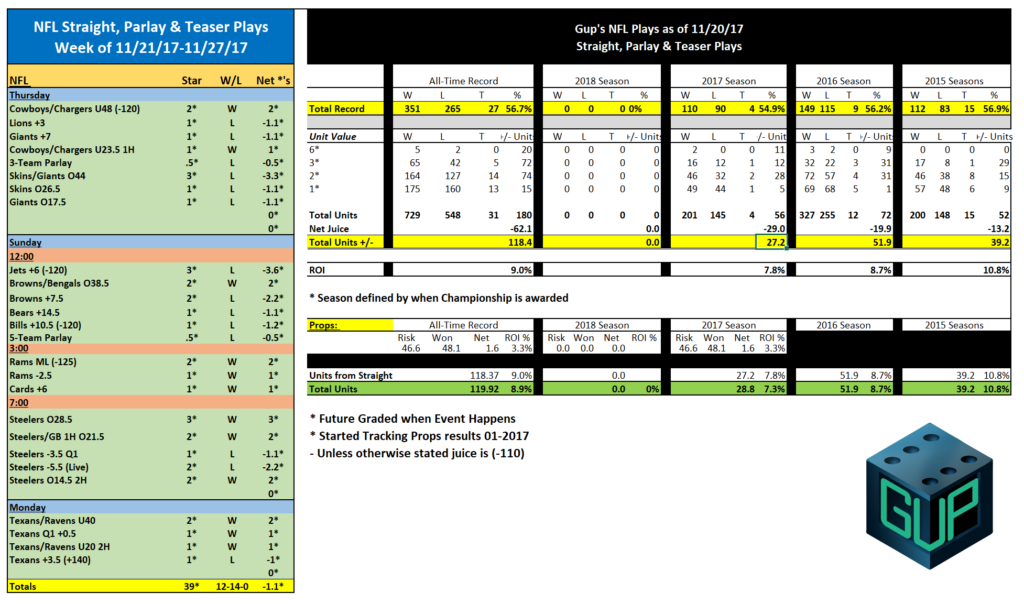 NFL Straight, Parlay & Teaser Plays
Week of 11/21/17-11/27/17
NFL Star W/L Net *'s
Thursday
Cowboys/Chargers U48 (-120) 2* W 2*
Lions +3 1* L -1.1*
Giants +7 1* L -1.1*
Cowboys/Chargers U23.5 1H 1* W 1*
3-Team Parlay .5* L -0.5*
Skins/Giants O44 3* L -3.3*
Skins O26.5 1* L -1.1*
Giants O17.5 1* L -1.1*
0*
0*
Sunday
12:00
Jets +6 (-120) 3* L -3.6*
Browns/Bengals O38.5 2* W 2*
Browns +7.5 2* L -2.2*
Bears +14.5 1* L -1.1*
Bills +10.5 (-120) 1* L -1.2*
5-Team Parlay .5* L -0.5*
3:00
Rams ML (-125) 2* W 2*
Rams -2.5 1* W 1*
Cards +6 1* W 1*
7:00
Steelers O28.5 3* W 3*
Steelers/GB 1H O21.5 2* W 2*
Steelers -3.5 Q1 1* L -1.1*
Steelers -5.5 (Live) 2* L -2.2*
Steelers O14.5 2H 2* W 2*
0*
Monday
Texans/Ravens U40 2* W 2*
Texans Q1 +0.5 1* W 1*
Texans/Ravens U20 2H 1* W 1*
Texans +3.5 (+140) 1* L -1*
0*
Totals 39* 12-14-0 -1.1*
Gup's NFL Plays as of 11/20/17
Straight, Parlay & Teaser Plays
All-Time Record 2018 Season 2017 Season 2016 Season 2015 Seasons
W L T % W L T % W L T % W L T % W L T %
Total Record 351 265 27 56.7% 0 0 0 0% 110 90 4 54.9% 149 115 9 56.2% 112 83 15 56.9%
Unit Value W L T +/- Units W L T +/- Units W L T +/- Units W L T +/- Units W L T +/- Units
6* 5 2 0 20 0 0 0 0 2 0 0 11 3 2 0 9 0 0 0 0
3* 65 42 5 72 0 0 0 0 16 12 1 12 32 22 3 31 17 8 1 29
2* 164 127 14 74 0 0 0 0 46 32 2 28 72 57 4 31 46 38 8 15
1* 175 160 13 15 0 0 0 0 49 44 1 5 69 68 5 1 57 48 6 9
Total Units 729 548 31 180 0 0 0 0 201 145 4 56 327 255 12 72 200 148 15 52
Net Juice -62.1 0.0 -29.0 -19.9 -13.2
Total Units +/- 118.4 0.0 27.2 51.9 39.2
ROI 9.0% 7.8% 8.7% 10.8%
* Season defined by when Championship is awarded
Props: All-Time Record 2018 Season 2017 Season 2016 Season 2015 Seasons
Risk Won Net ROI % Risk Won Net ROI % Risk Won Net ROI %
46.6 48.1 1.6 3.3% 0.0 0.0 0.0 46.6 48.1 1.6 3.3%
Units from Straight 118.37 9.0% 0.0 27.2 7.8% 51.9 8.7% 39.2 10.8%
Total Units 119.92 8.9% 0.0 0% 28.8 7.3% 51.9 8.7% 39.2 10.8%
* Future Graded when Event Happens
* Started Tracking Props results 01-2017
- Unless otherwise stated juice is (-110)
GUP